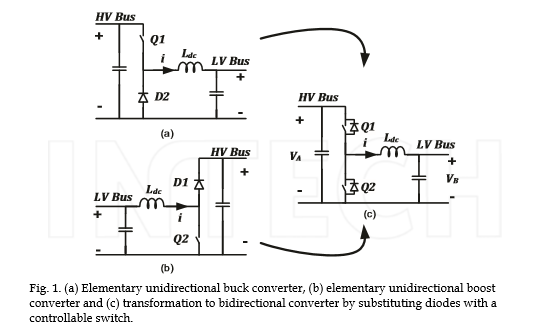 HV Bus
+
Q1
i
Ldc
LV Bus
+
D2
-
-
(a)
HV Bus
+
D1
LV Bus
Ldc
+
i
Q2
-
-
(b)
HV Bus
+
Q1
i
Ldc
LV Bus
+
VA
VB
Q2
-
-
(c)
INTECH
Fig. 1. (a) Elementary unidirectional buck converter, (b) elementary unidirectional boost
converter and (c) transformation to bidirectional converter by substituting diodes with a
controllable switch.